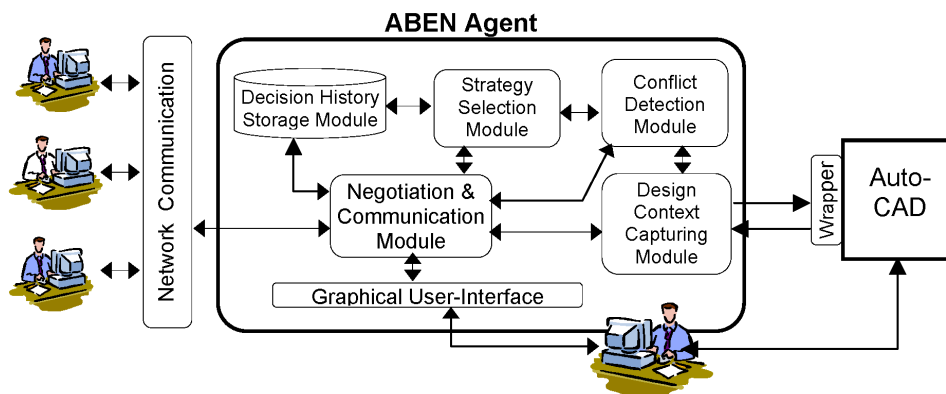 ABEN Agent
Network Communication
Decision History
Storage Module
Strategy
Selection
Module
Conflict
Detection
Module
Negotiation &
Communication
Module
Design
Context
Capturing
Module
Graphical User-Interface
Wrapper
Auto-
CAD